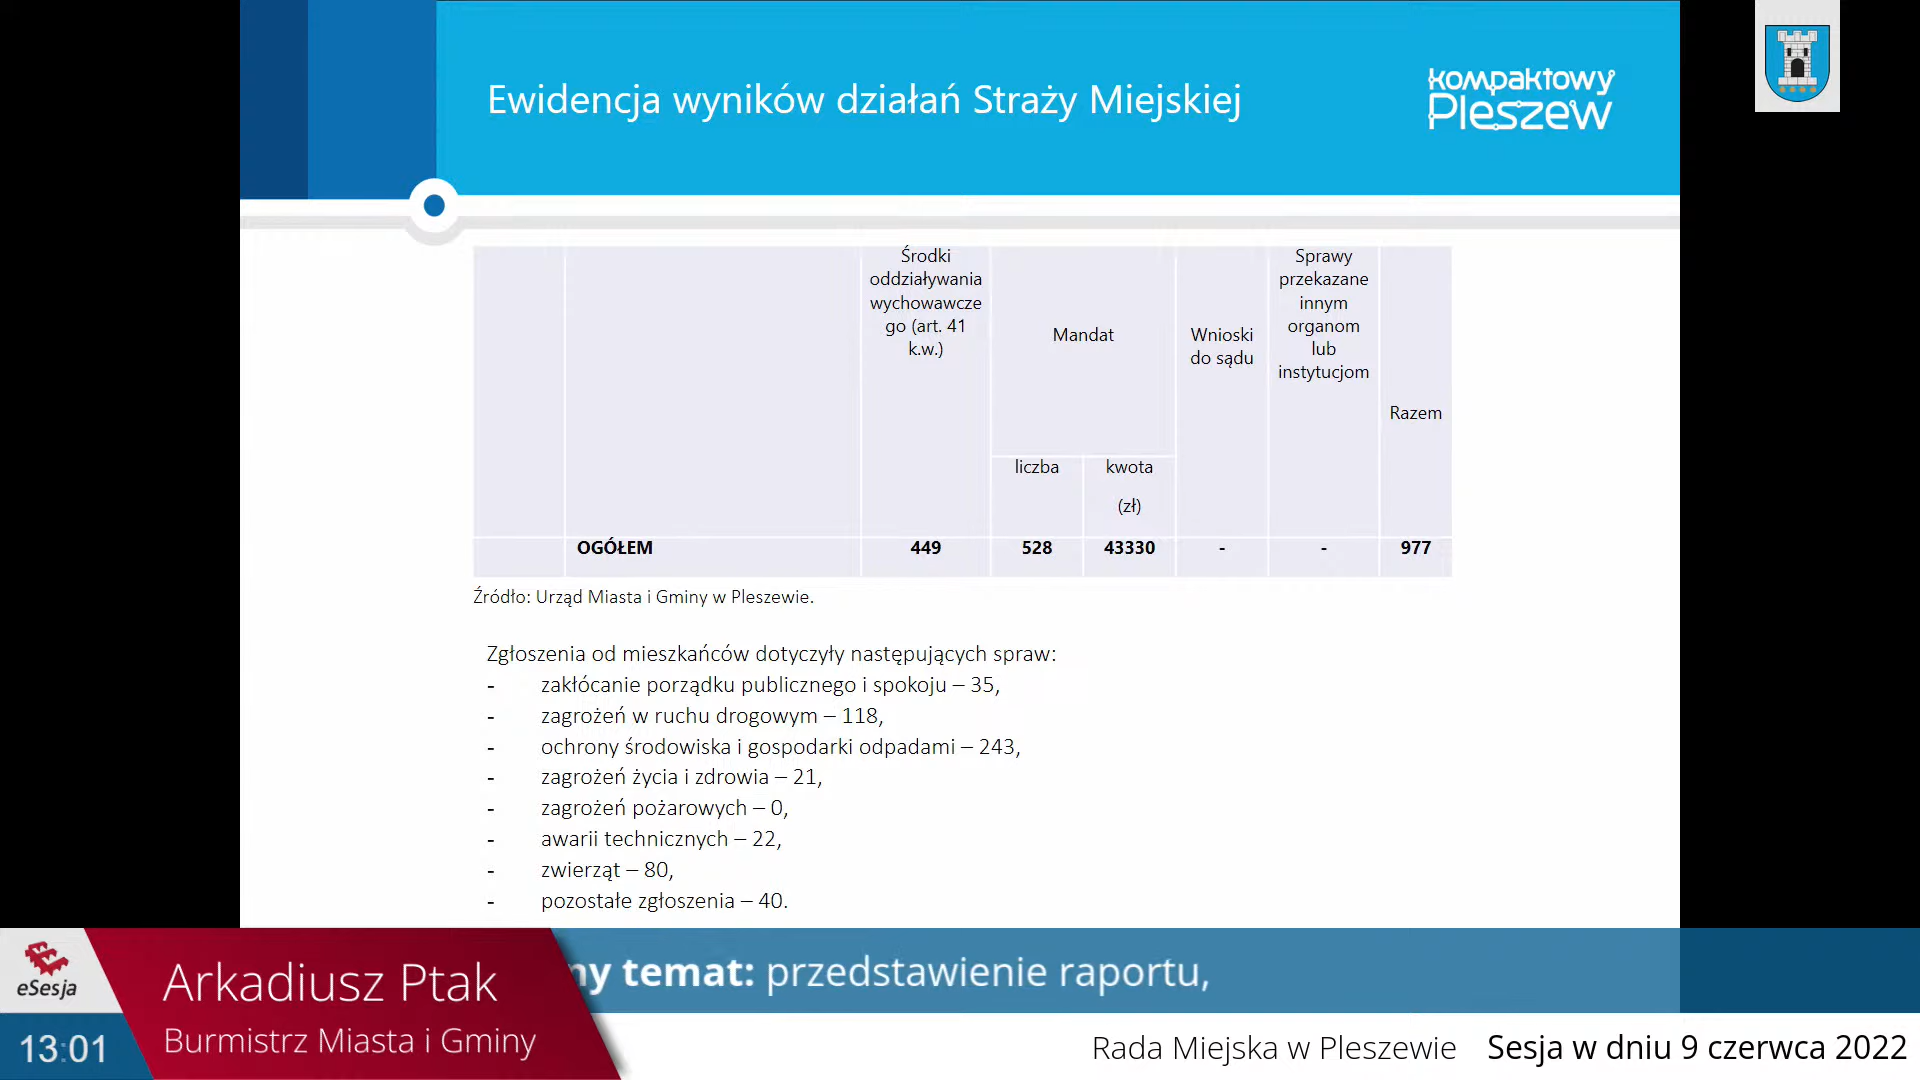 Ewidencja wyników działań Straży Miejskiej
kompaktowy
Pleszew
Środki
oddziaływania
wychowawcze
go (art. 41
k.w.)
Mandat
Wnioski
do sądu
Sprawy
przekazane
innym
organom
lub
instytucjom
Razem
liczba
kwota
(zł)
OGÓŁEM 449 528 43330 - - 977
Źródło: Urząd Miasta i Gminy w Pleszewie.
Zgłoszenia od mieszkańców dotyczyły następujących spraw:
- zakłócanie porządku publicznego i spokoju – 35,
- zagrożeń w ruchu drogowym – 118,
- ochrony środowiska i gospodarki odpadami – 243,
- zagrożeń życia i zdrowia – 21,
- zagrożeń pożarowych – 0,
- awarii technicznych – 22,
- zwierząt – 80,
- pozostałe zgłoszenia – 40.
eSesja
Arkadiusz Ptak
Burmistrz Miasta i Gminy
temat: przedstawienie raportu,
13:01
Rada Miejska w Pleszewie Sesja w dniu 9 czerwca 2022